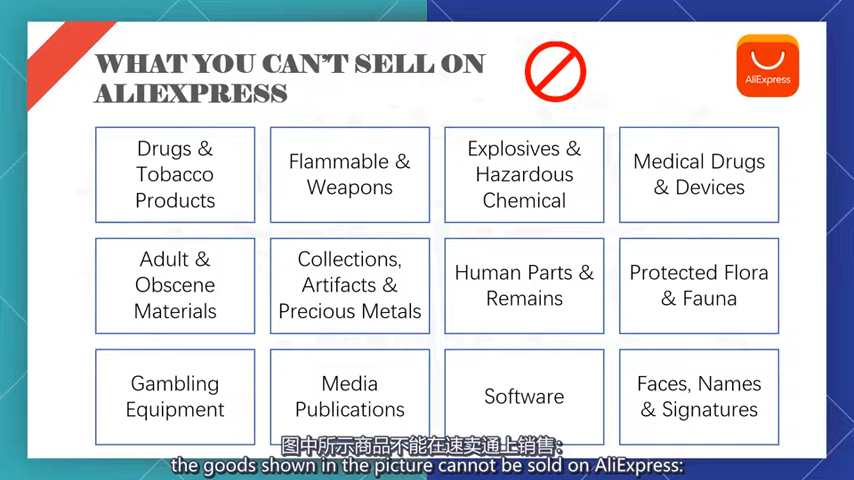 WHAT YOU CAN'T SELL ON
ALIEXPRESS
AliExpress
Drugs &
Tobacco
Products
Flammable &
Weapons
Explosives &
Hazardous
Chemical
Medical Drugs
& Devices
Adult &
Obscene
Materials
Collections,
Artifacts &
Precious Metals
Human Parts &
Remains
Protected Flora
& Fauna
Gambling
Equipment
Media
Publications
Software
Faces, Names
& Signatures
图中所示商品不能在速卖通上销售：
the goods shown in the picture cannot be sold on AliExpress: